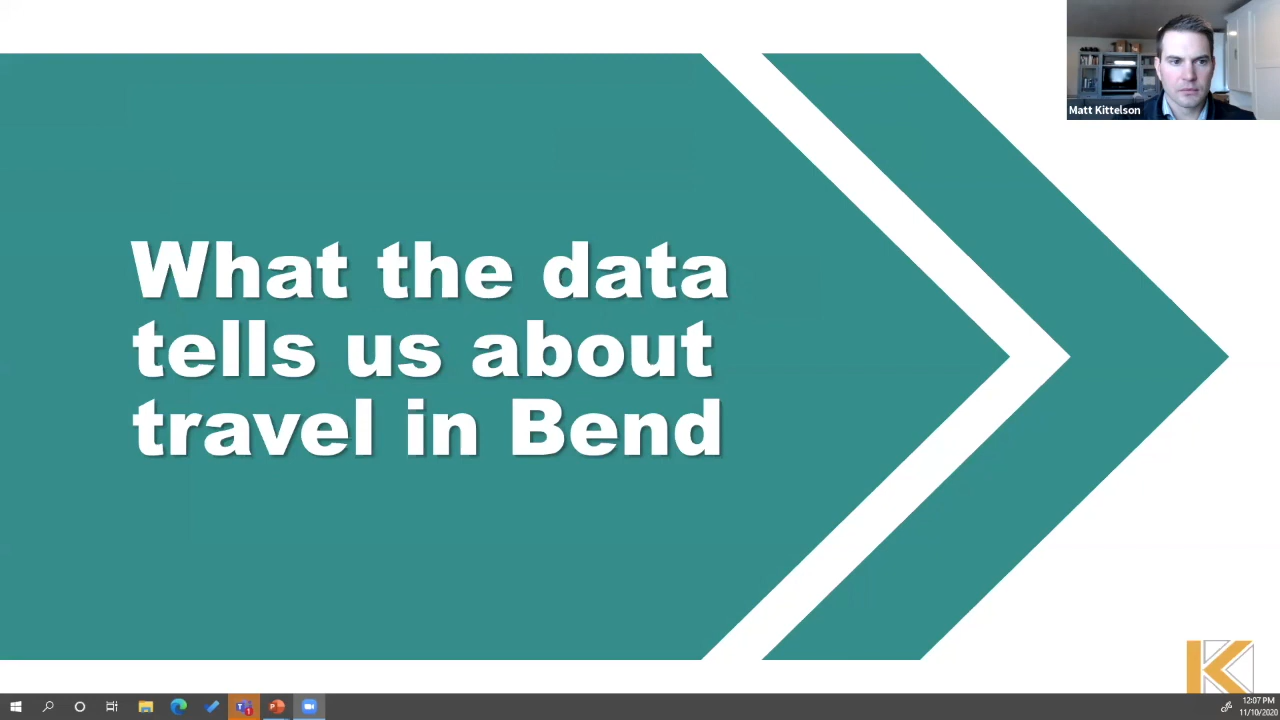 Matt Kittelson
What the data
tells us about
travel in Bend
K
12:07 PM
11/10/2020